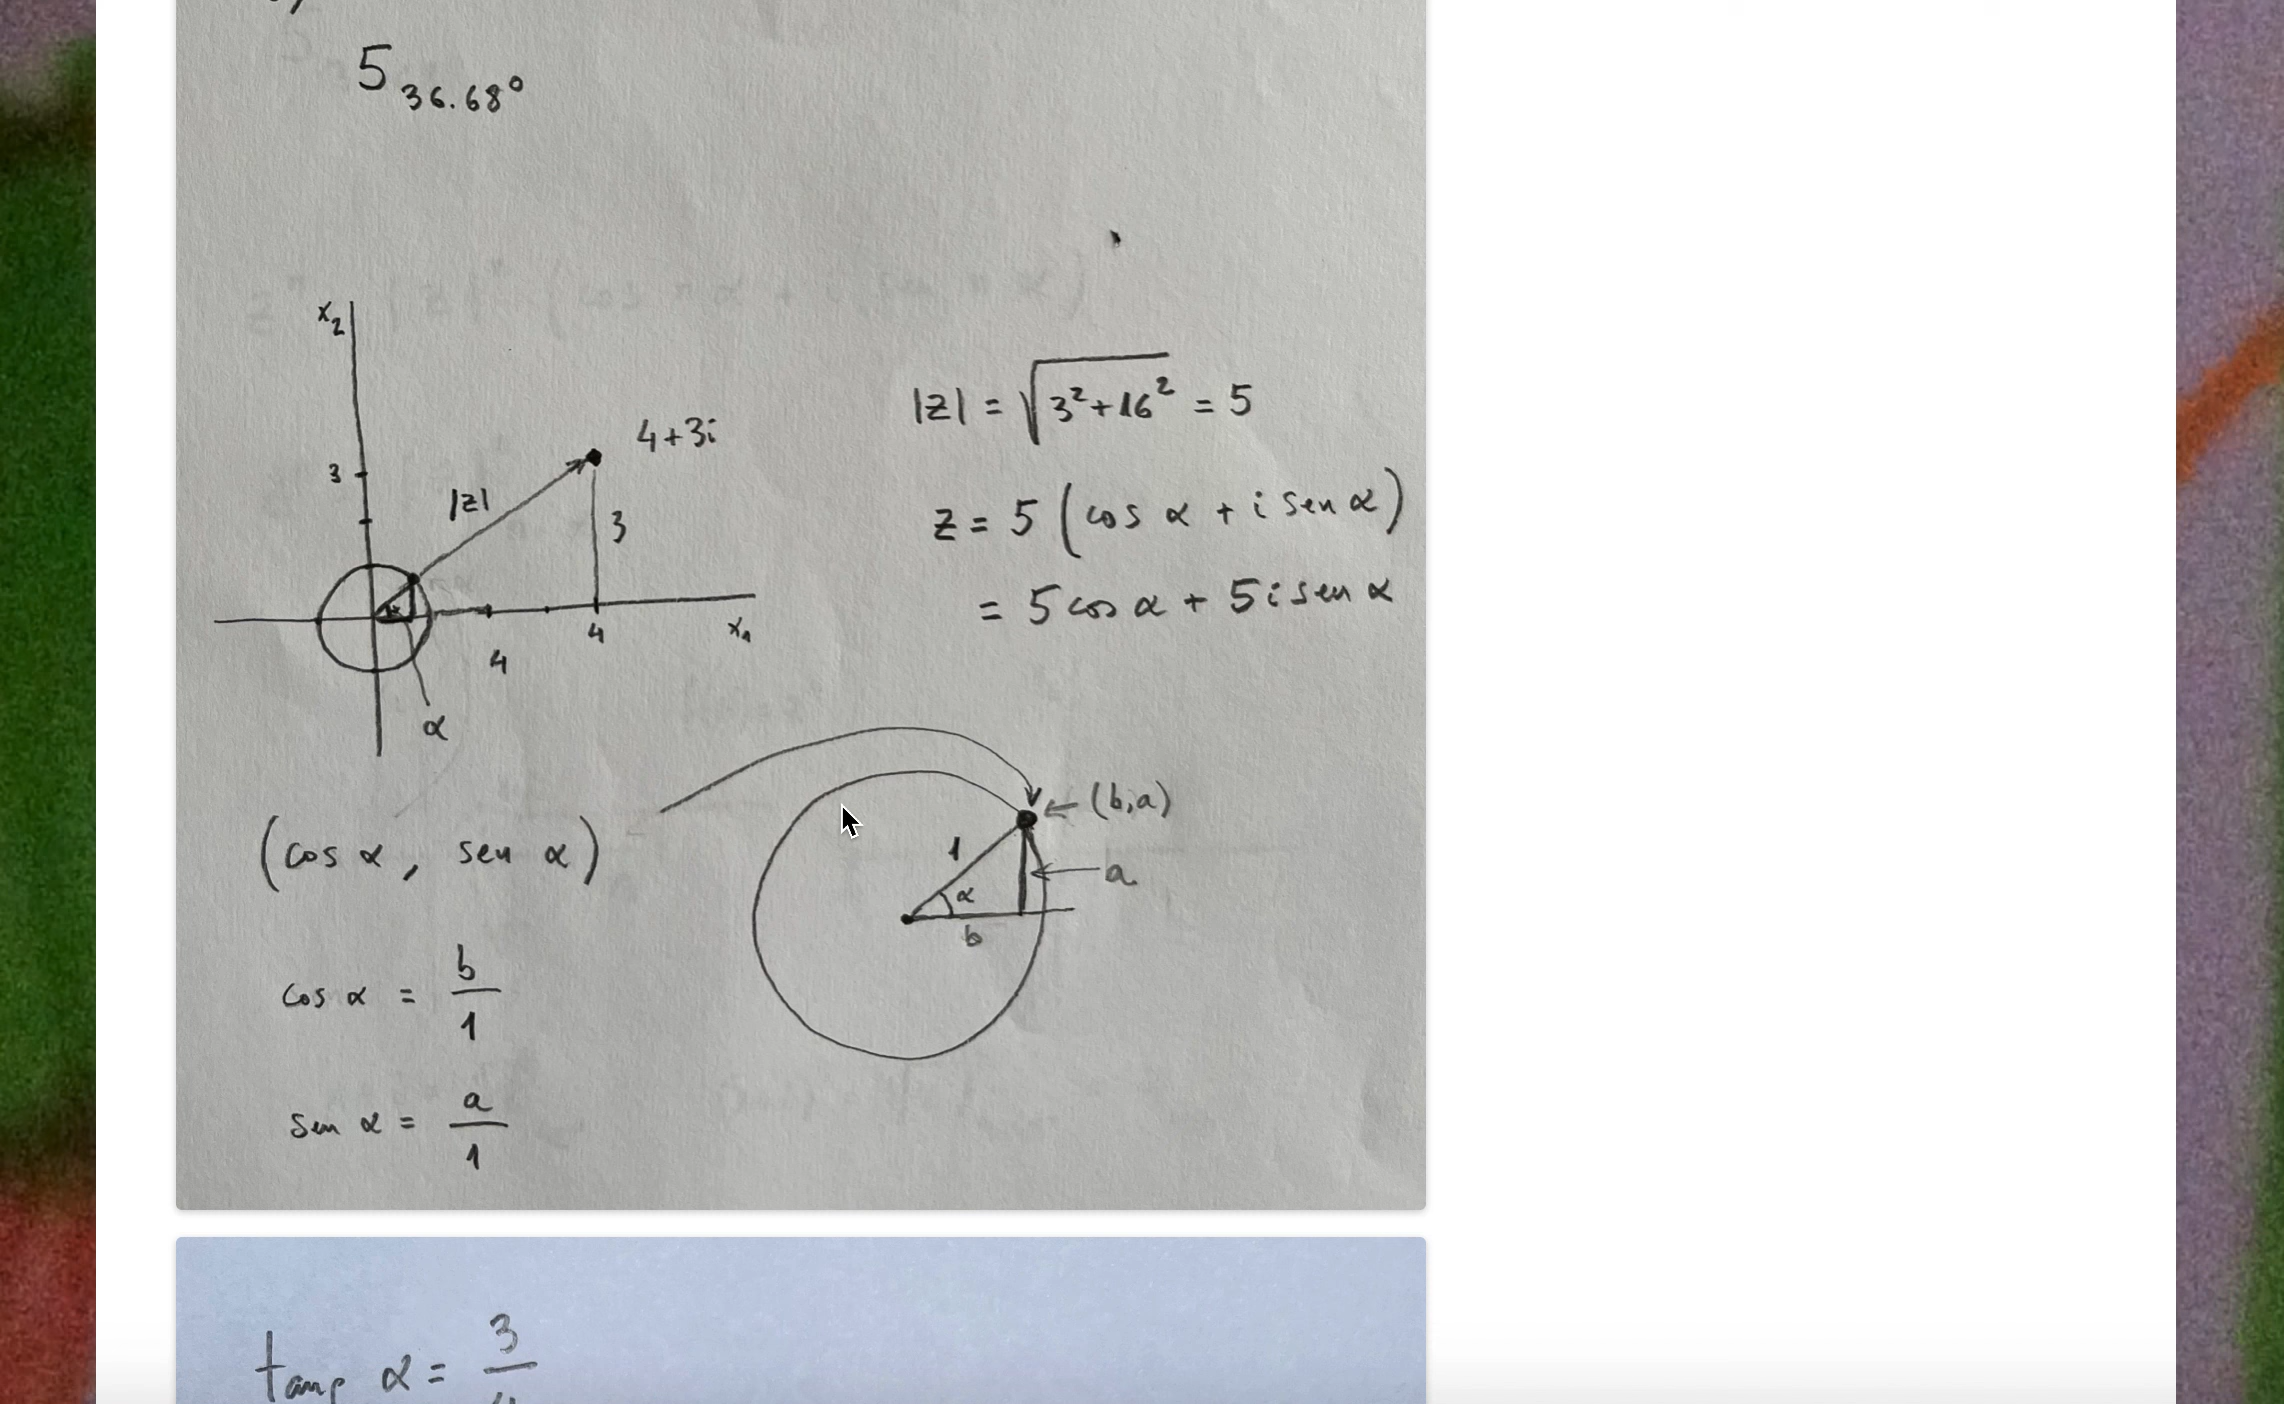 5 36.68°
x₂
4+3i
3
|z|
3
4
x₁
4
α
|z| = √3²+16² = 5
z = 5 (cos α + i sen α)
= 5 cos α + 5 i sen α
(cos α, sen α)
(b,a)
1
α
a
b
cos α = b/1
sen α = a/1
tang α = 3/